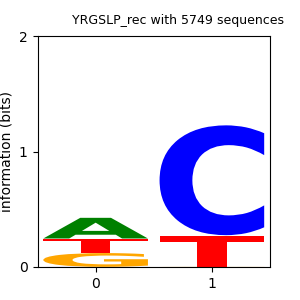 YRGSLP_rec with 5749 sequences
2
1
0
information (bits)
A
T
G
C
T
0
1